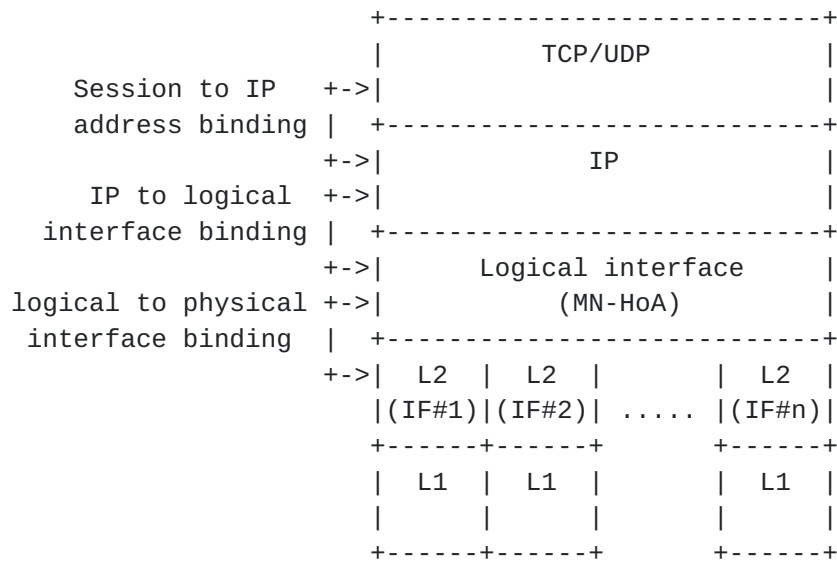 +----------------------------+
                       |          TCP/UDP           |
    Session to IP   +->|                            |
    address binding |  +----------------------------+
                    +->|             IP             |
     IP to logical  +->|                            |
  interface binding |  +----------------------------+
                    +->|      Logical interface     |
logical to physical +->|           (MN-HoA)         |
 interface binding  |  +----------------------------+
                    +->|  L2  |  L2  |       |  L2  |
                       |(IF#1)|(IF#2)| ..... |(IF#n)|
                       +------+------+       +------+
                       |  L1  |  L1  |       |  L1  |
                       |      |      |       |      |
                       +------+------+       +------+